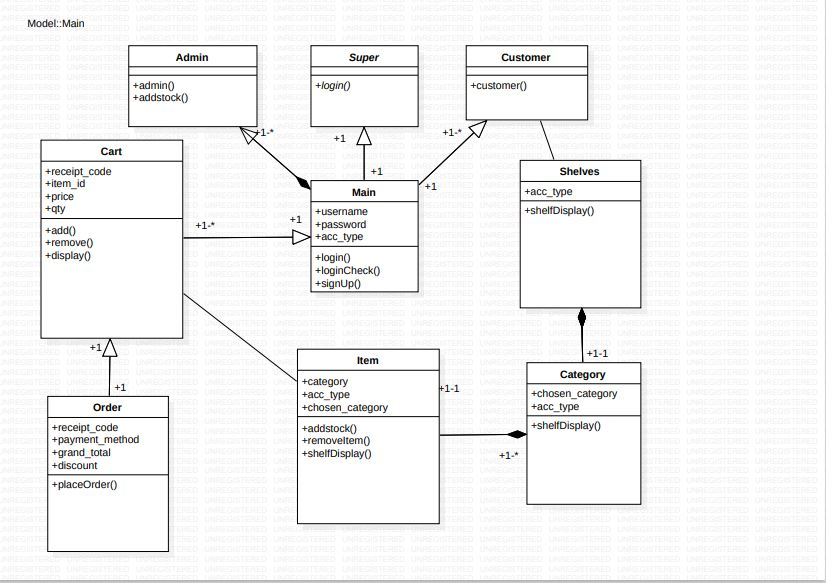 Model::Main
Admin
+admin()
+addstock()
Super
+login()
Customer
+customer()
+1-*
+1
+1-*
+1
+1
Cart
+receipt_code
+item_id
+price
+qty
+add()
+remove()
+display()
+1-*
+1
Main
+username
+password
+acc_type
+login()
+loginCheck()
+signUp()
Shelves
+acc_type
+shelfDisplay()
+1
+1
+1-1
Order
+receipt_code
+payment_method
+grand_total
+discount
+placeOrder()
Item
+category
+acc_type
+chosen_category
+addstock()
+removeItem()
+shelfDisplay()
+1-1
+1-*
Category
+chosen_category
+acc_type
+shelfDisplay()
UNREGISTERED